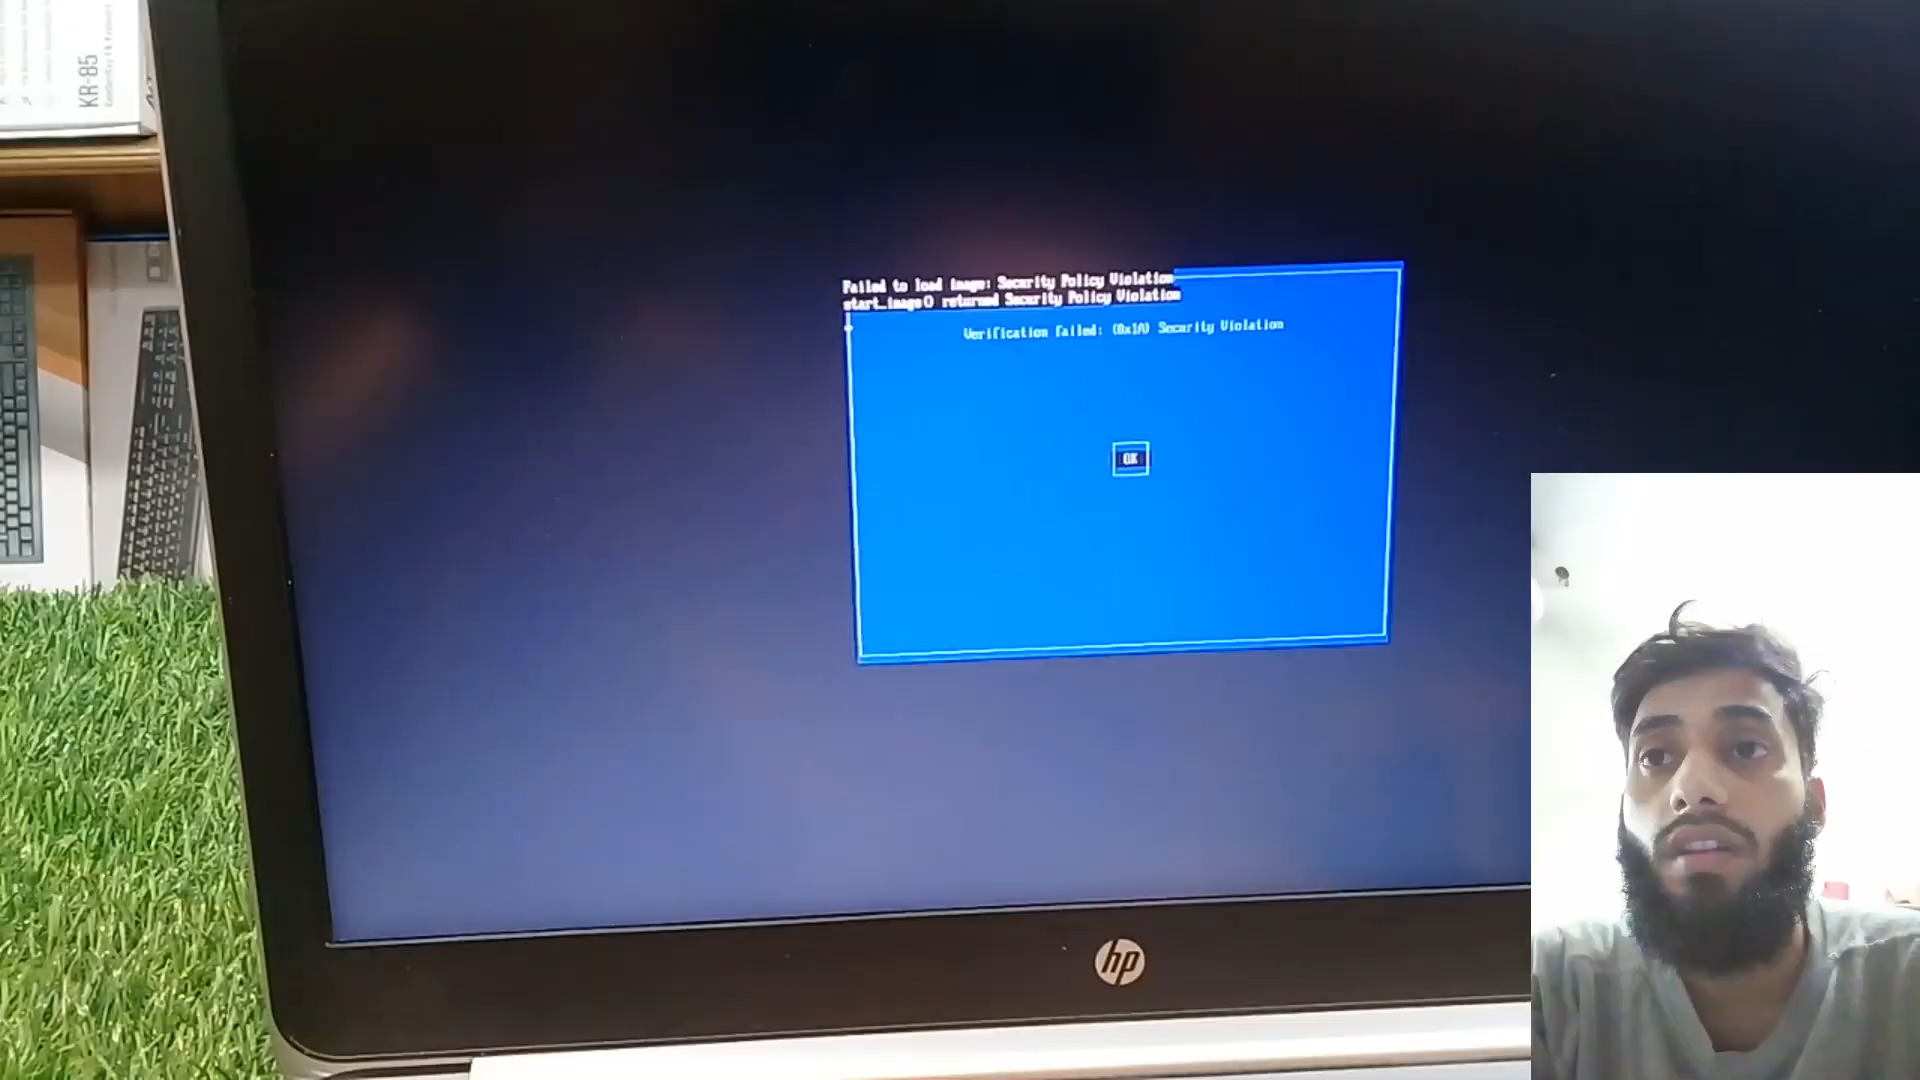 KR-85
Failed to load image: Security Policy Violation
start_image() returned Security Policy Violation
Verification failed: (0x1A) Security Violation
OK
hp